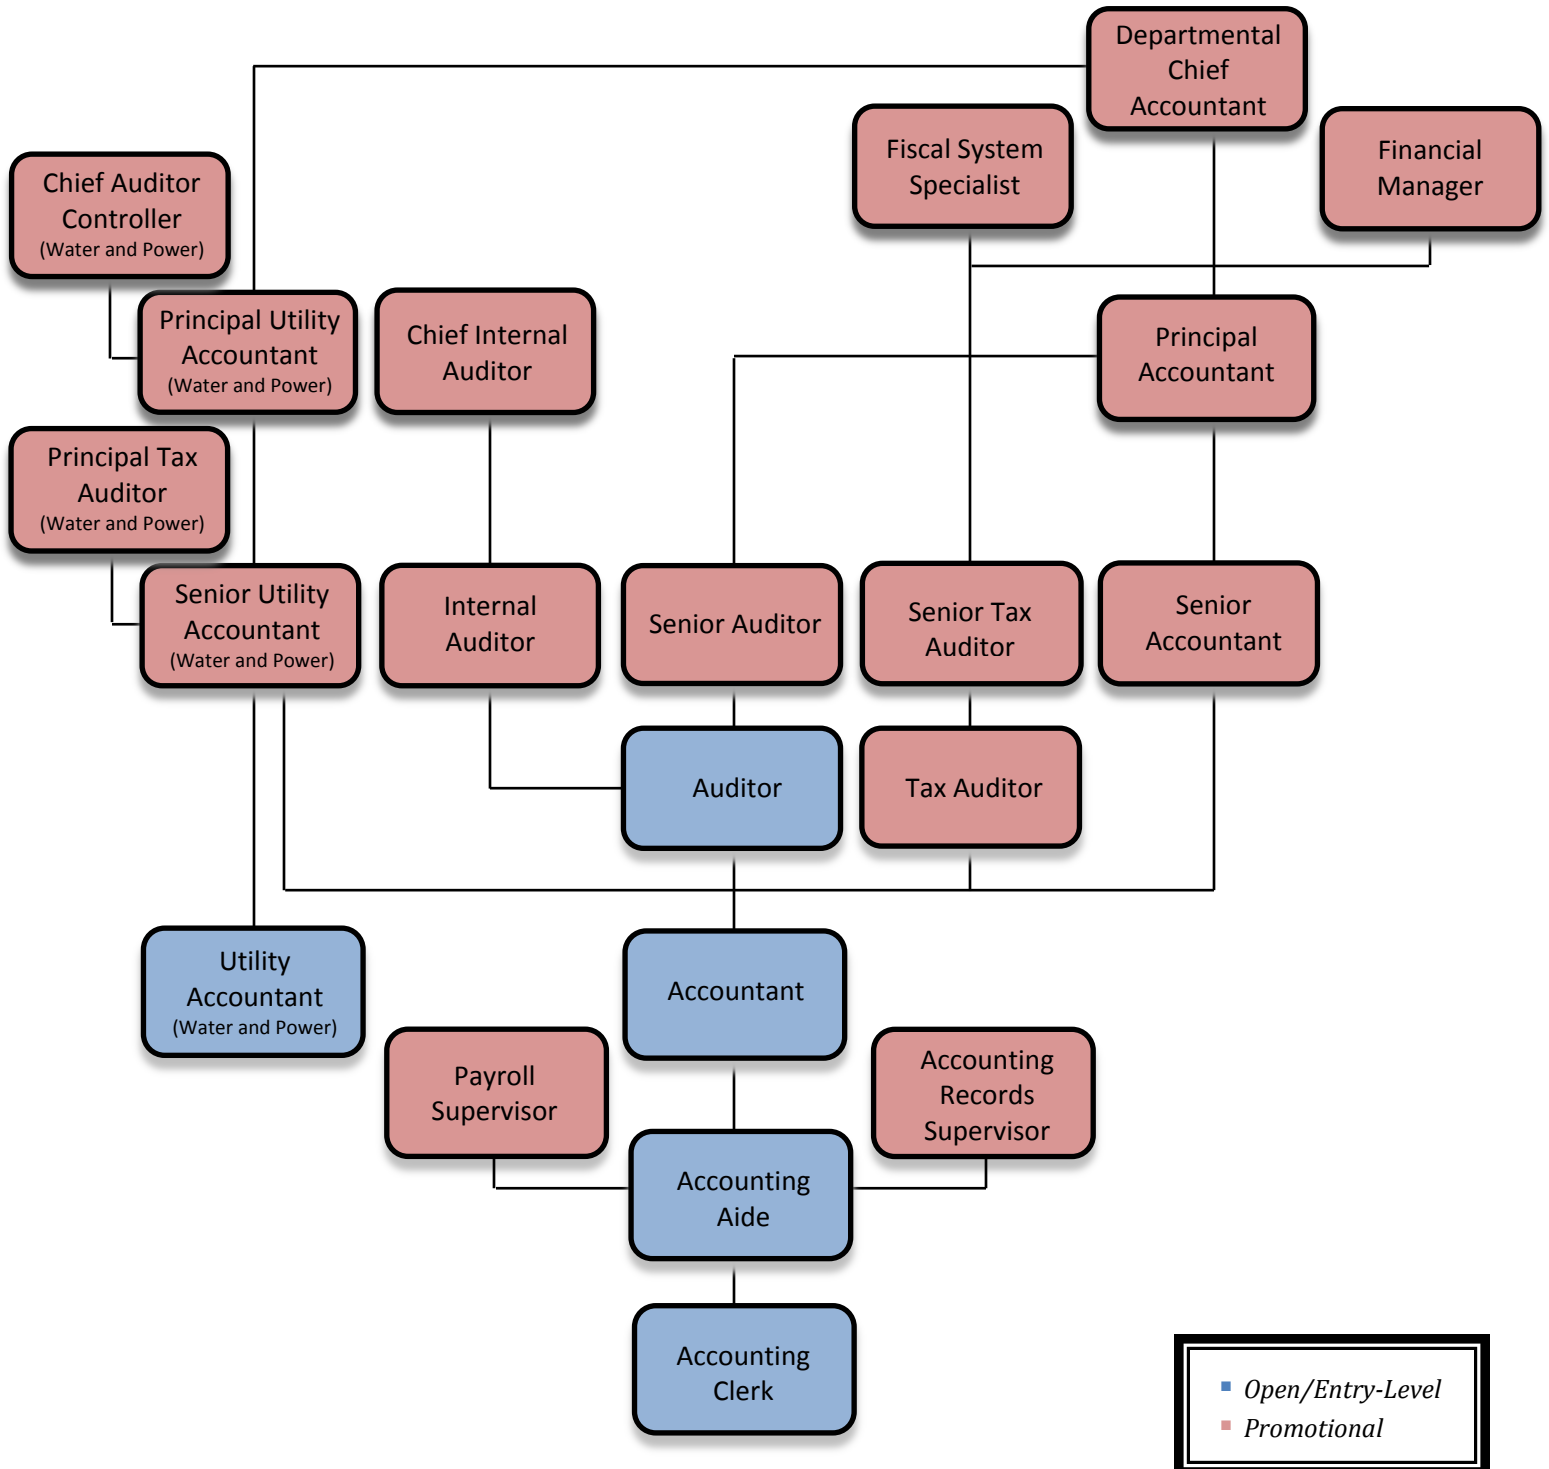 Departmental
Chief
Accountant
Fiscal System
Specialist
Financial
Manager
Chief Auditor
Controller
(Water and Power)
Principal Utility
Accountant
(Water and Power)
Chief Internal
Auditor
Principal
Accountant
Principal Tax
Auditor
(Water and Power)
Senior Utility
Accountant
(Water and Power)
Internal
Auditor
Senior Auditor
Senior Tax
Auditor
Senior
Accountant
Auditor
Tax Auditor
Utility
Accountant
(Water and Power)
Accountant
Payroll
Supervisor
Accounting
Records
Supervisor
Accounting
Aide
Accounting
Clerk
Open/Entry-Level
Promotional